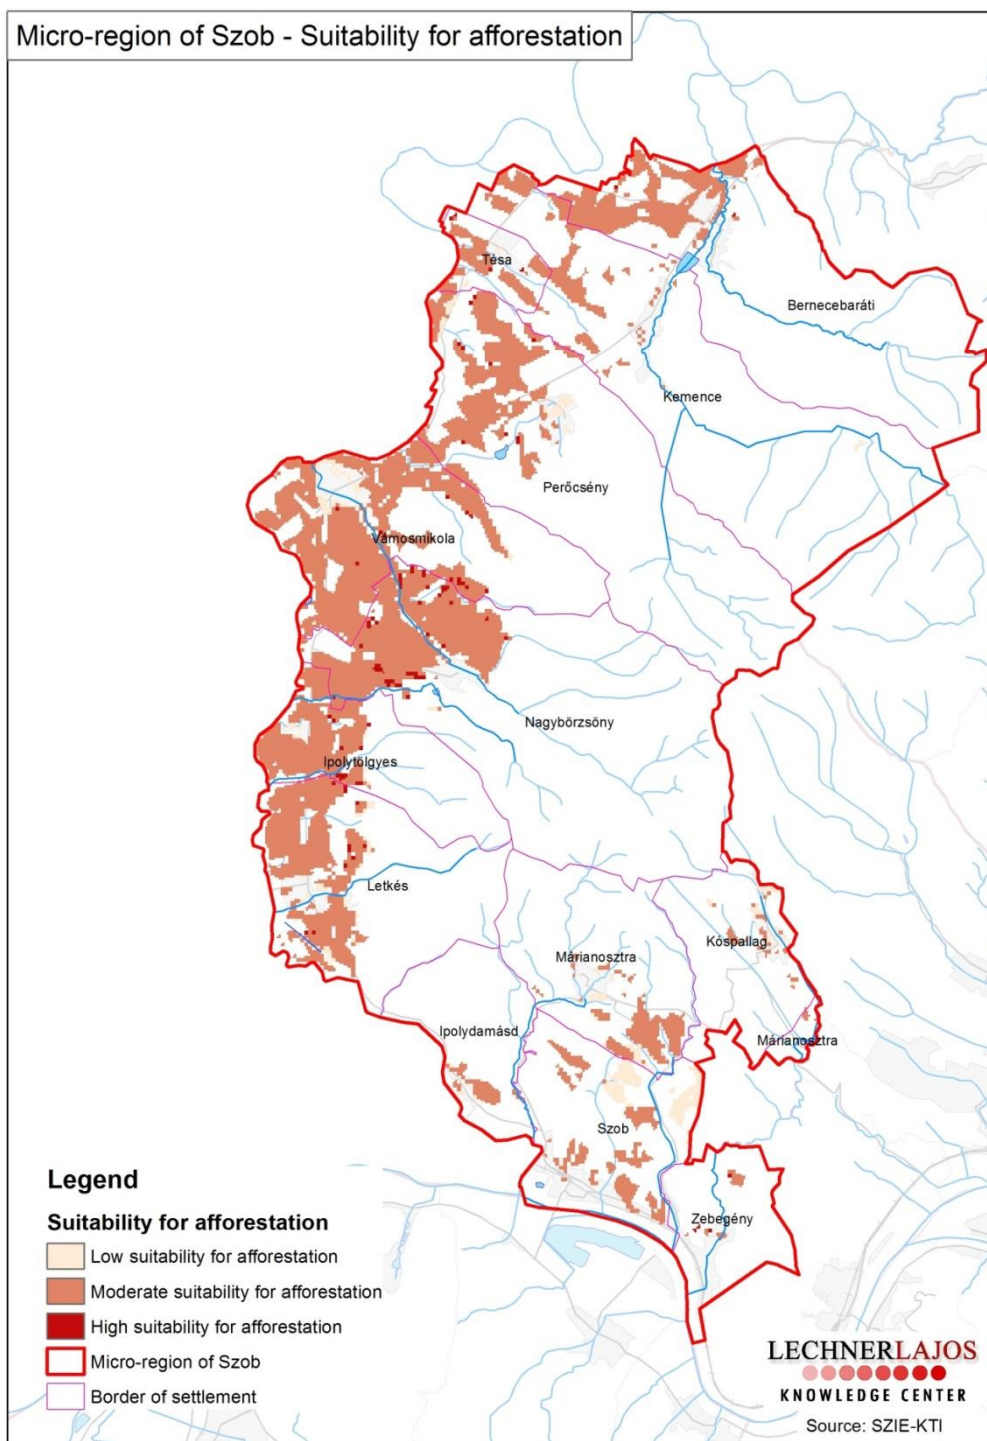 Micro-region of Szob - Suitability for afforestation
Tésa
Bernecebaráti
Kemence
Perőcsény
Vámosmikola
Nagybörzsöny
Ipolytölgyes
Letkés
Kóspallag
Márianosztra
Ipolydamásd
Márianosztra
Szob
Zebegény
Legend
Suitability for afforestation
Low suitability for afforestation
Moderate suitability for afforestation
High suitability for afforestation
Micro-region of Szob
Border of settlement
LECHNERLAJOS
KNOWLEDGE CENTER
Source: SZIE-KTI